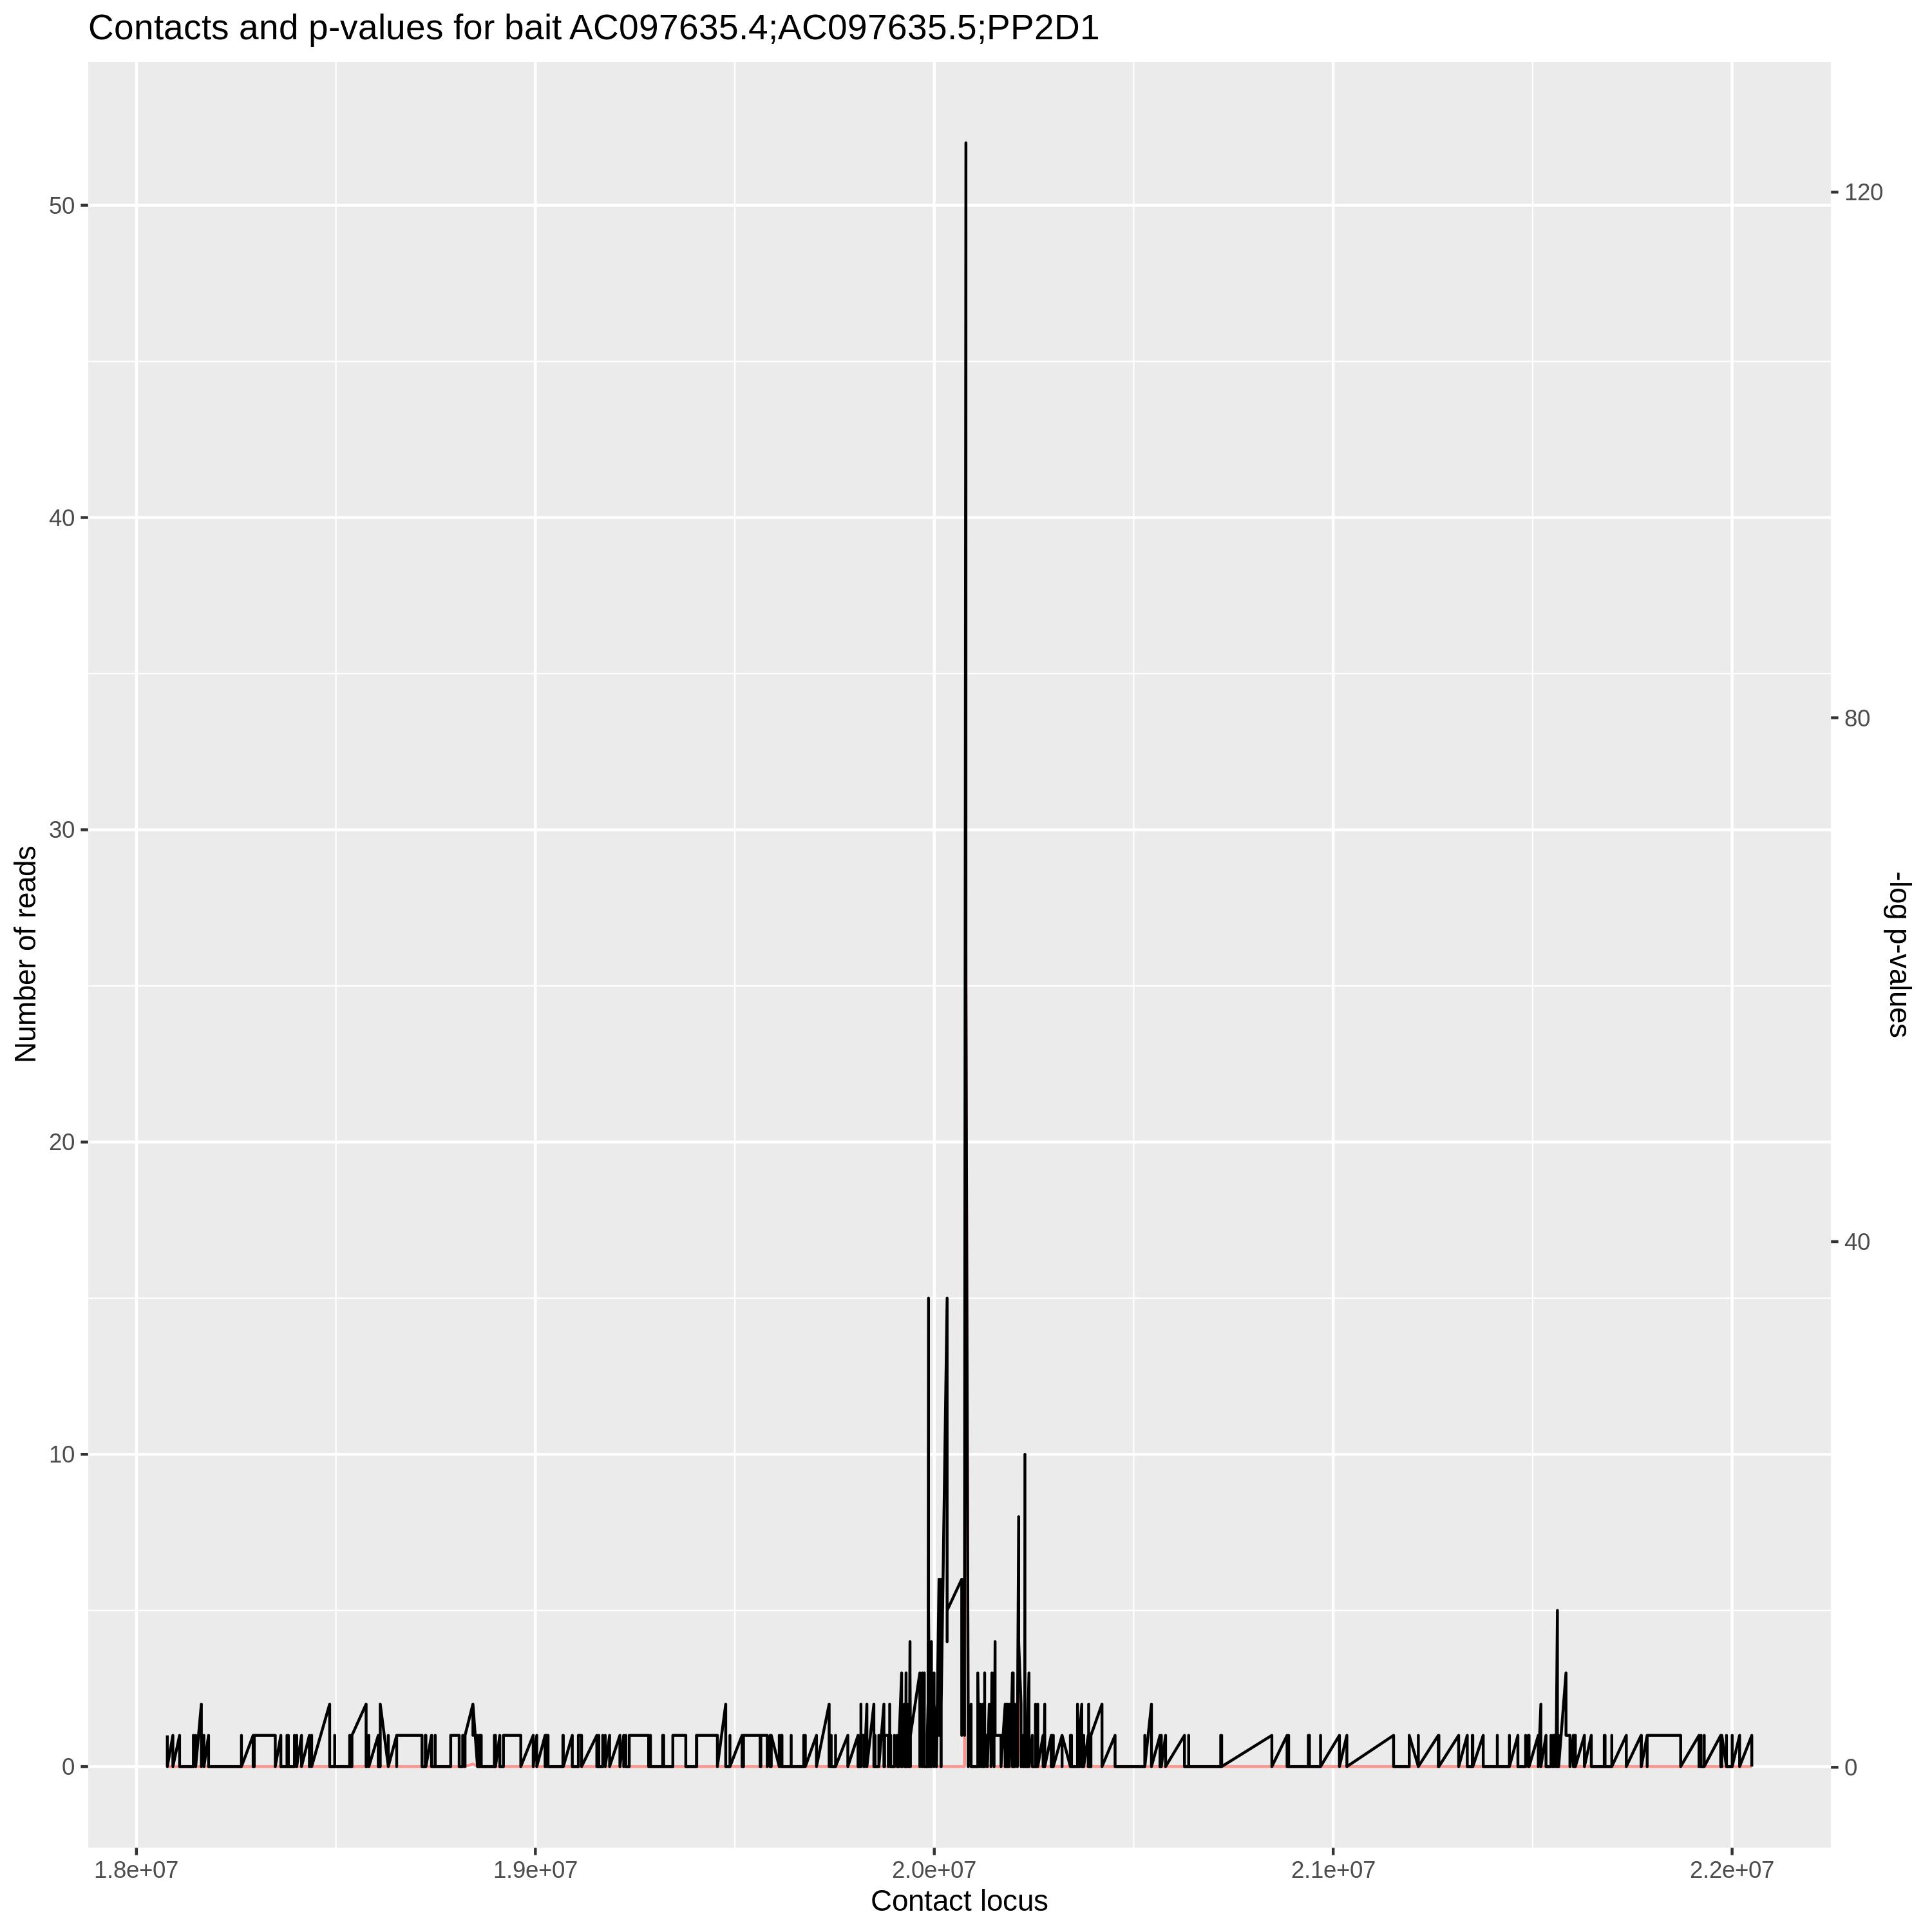 Contacts and p-values for bait AC097635.4;AC097635.5;PP2D1
50
40
30
20
10
0
Number of reads
120
80
40
0
-log p-values
1.8e+07
1.9e+07
2.0e+07
2.1e+07
2.2e+07
Contact locus